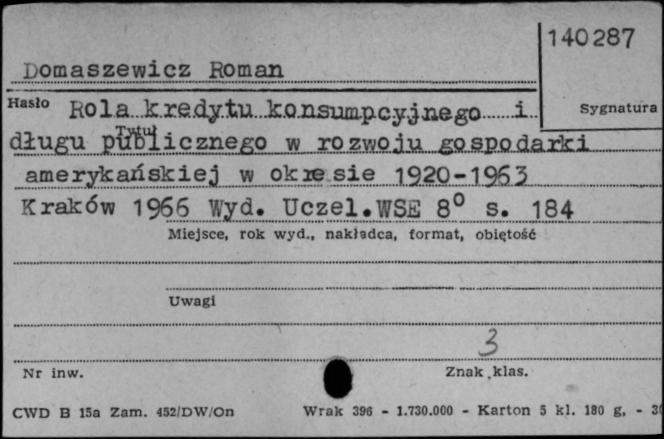 140287
Domaszewicz Roman
Hasło Rola kredytu konsumpcyjnego i Sygnatura
Tytuł
długu publicznego w rozwoju gospodarki
amerykańskiej w okresie 1920-1963
Kraków 1966 Wyd. Uczel.WSE 8° s. 184
Miejsce, rok wyd., nakładca, format, objętość
Uwagi
3
Nr inw. Znak klas.
CWD B 15a Zam. 452/DW/On Wrak 396 - 1.730.000 - Karton 5 kl. 180 g, - 3